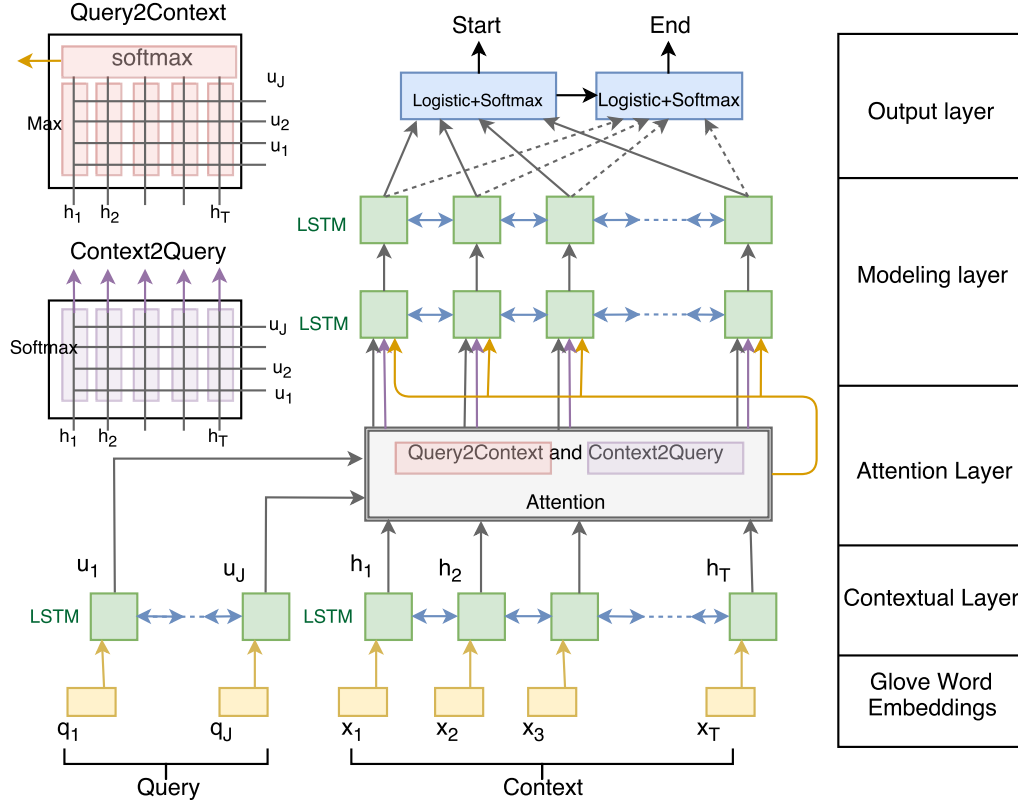 Query2Context
softmax
Max
u_J
u_2
u_1
h_1 h_2 h_T
Context2Query
Softmax
u_J
u_2
u_1
h_1 h_2 h_T
Start End
Logistic+Softmax Logistic+Softmax
LSTM
LSTM
Query2Context and Context2Query
Attention
u_1 u_J h_1 h_2 h_T
LSTM LSTM
q_1 q_J x_1 x_2 x_3 x_T
Query Context
Output layer
Modeling layer
Attention Layer
Contextual Layer
Glove Word
Embeddings